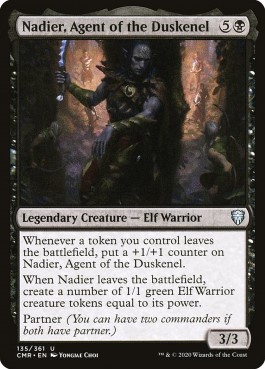 Nadier, Agent of the Duskenel 5
Legendary Creature — Elf Warrior
Whenever a token you control leaves
the battlefield, put a +1/+1 counter on
Nadier, Agent of the Duskenel.
When Nadier leaves the battlefield,
create a number of 1/1 green Elf Warrior
creature tokens equal to its power.
Partner (You can have two commanders if
both have partner.)
3/3
135/361 U
CMR • EN Yongjae Choi
™ & © 2020 Wizards of the Coast